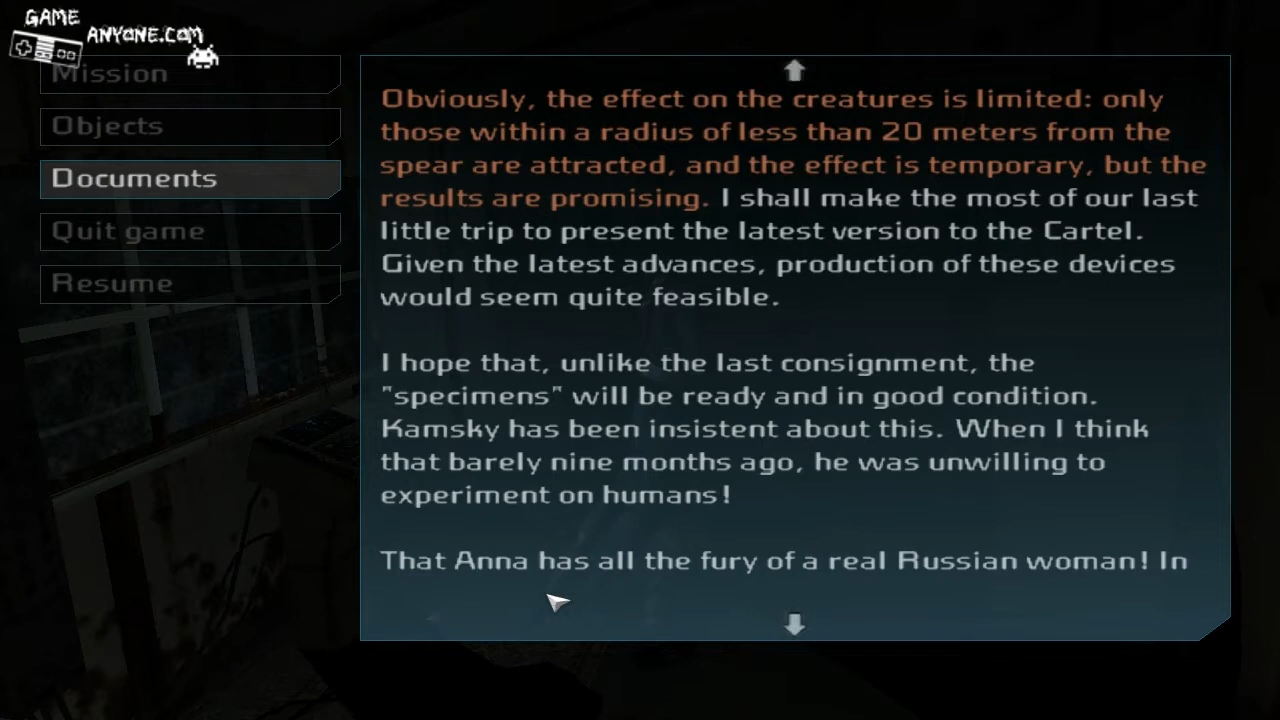 GAME
ANYONE.COM
Mission
Objects
Documents
Quit game
Resume
Obviously, the effect on the creatures is limited: only
those within a radius of less than 20 meters from the
spear are attracted, and the effect is temporary, but the
results are promising. I shall make the most of our last
little trip to present the latest version to the Cartel.
Given the latest advances, production of these devices
would seem quite feasible.
I hope that, unlike the last consignment, the
"specimens" will be ready and in good condition.
Kamsky has been insistent about this. When I think
that barely nine months ago, he was unwilling to
experiment on humans!
That Anna has all the fury of a real Russian woman! In